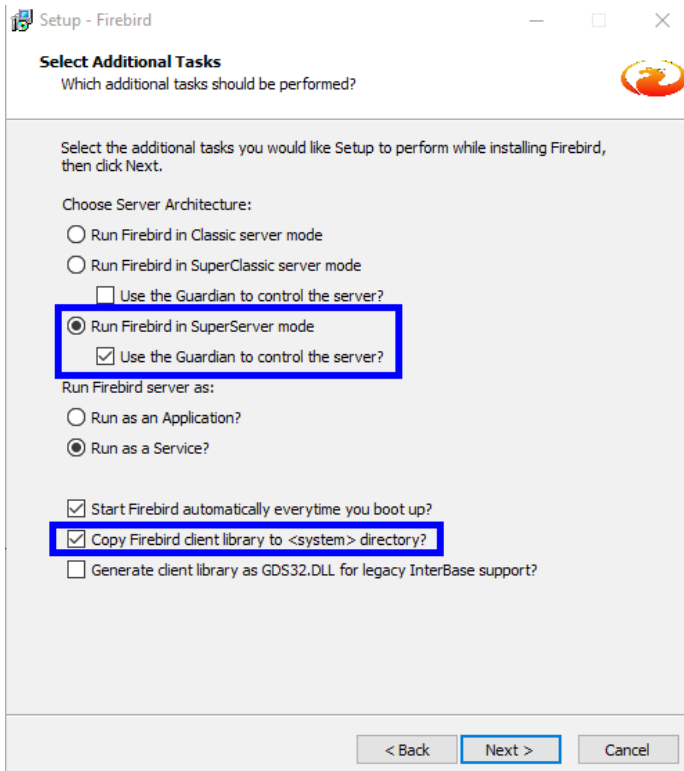 Setup - Firebird
Select Additional Tasks
Which additional tasks should be performed?
Select the additional tasks you would like Setup to perform while installing Firebird,
then click Next.
Choose Server Architecture:
Run Firebird in Classic server mode
Run Firebird in SuperClassic server mode
Use the Guardian to control the server?
Run Firebird in SuperServer mode
Use the Guardian to control the server?
Run Firebird server as:
Run as an Application?
Run as a Service?
Start Firebird automatically everytime you boot up?
Copy Firebird client library to <system> directory?
Generate client library as GDS32.DLL for legacy InterBase support?
< Back Next > Cancel